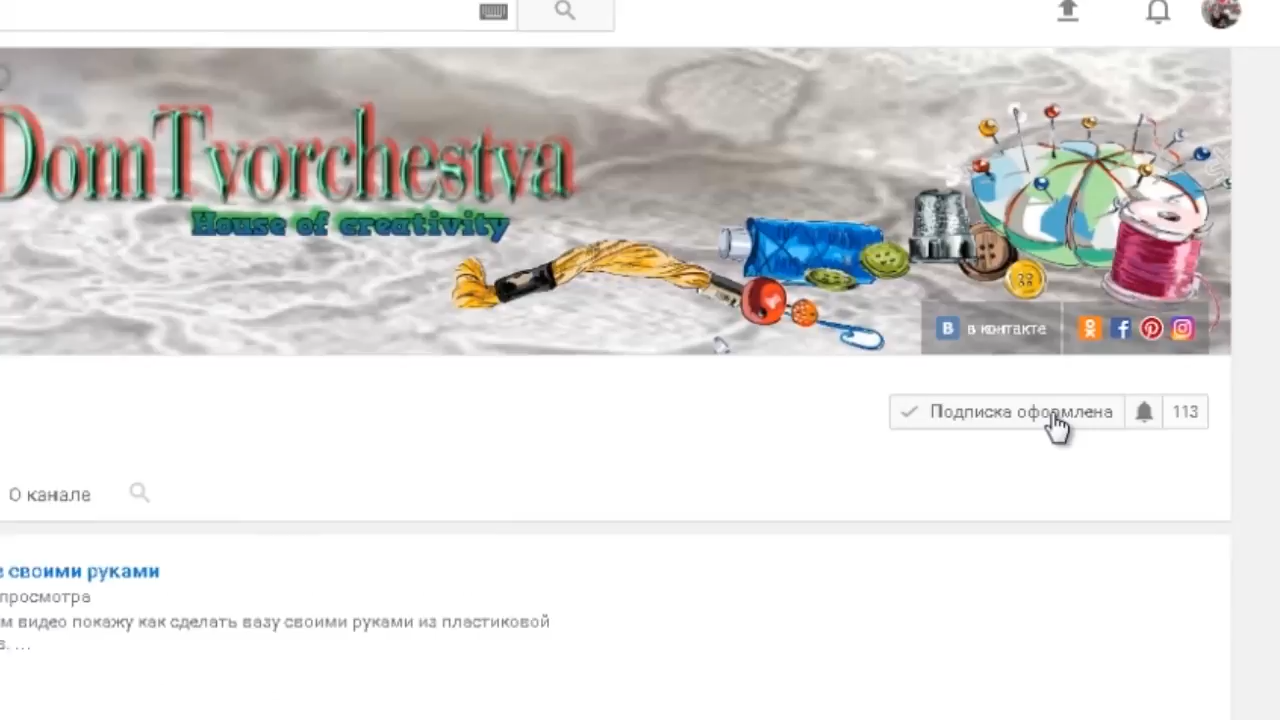 DomTvorchestva
House of creativity
В в контакте
Подписка оформлена 113
О канале
своими руками
просмотра
м видео покажу как сделать вазу своими руками из пластиковой
...